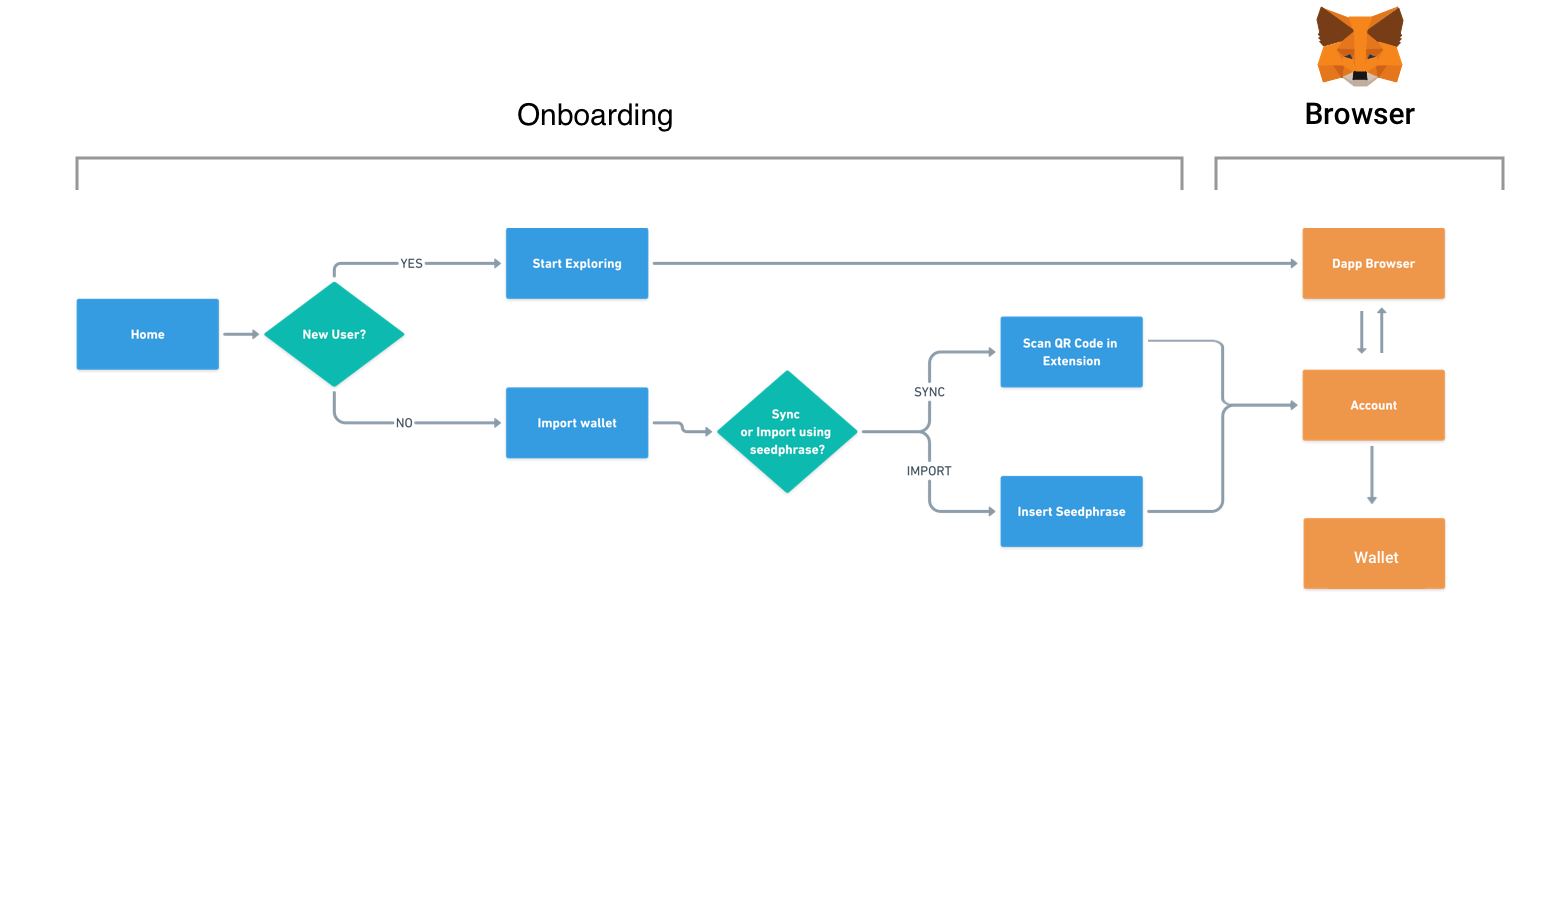 Onboarding
Browser
YES
Start Exploring
Dapp Browser
Home
New User?
Scan QR Code in
Extension
SYNC
Account
NO
Import wallet
Sync
or Import using
seedphrase?
IMPORT
Insert Seedphrase
Wallet